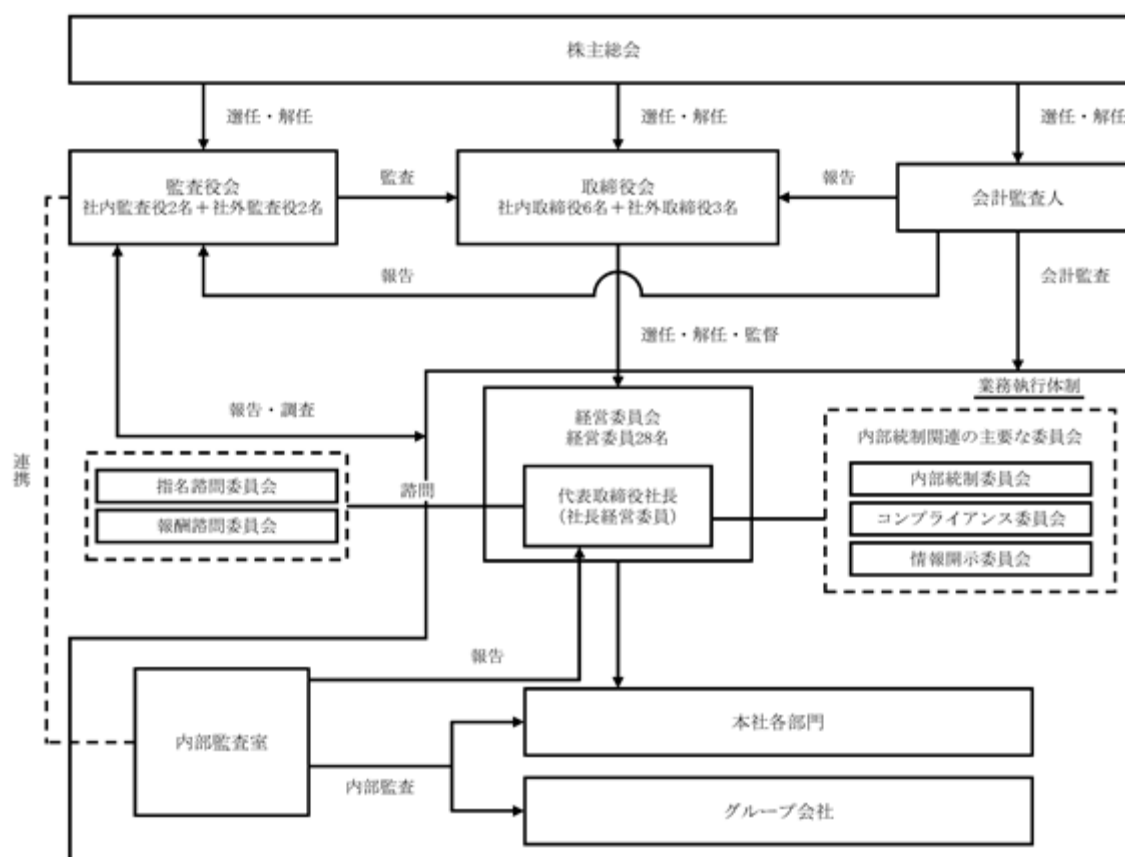 株主総会
選任・解任
選任・解任
選任・解任
監査役会
社内監査役2名+社外監査役2名
監査
取締役会
社内取締役6名+社外取締役3名
報告
会計監査人
報告
会計監査
選任・解任・監督
業務執行体制
報告・調査
経営委員会
経営委員28名
内部統制関連の主要な委員会
連携
指名諮問委員会
報酬諮問委員会
諮問
代表取締役社長
(社長経営委員)
内部統制委員会
コンプライアンス委員会
情報開示委員会
報告
内部監査室
内部監査
本社各部門
グループ会社